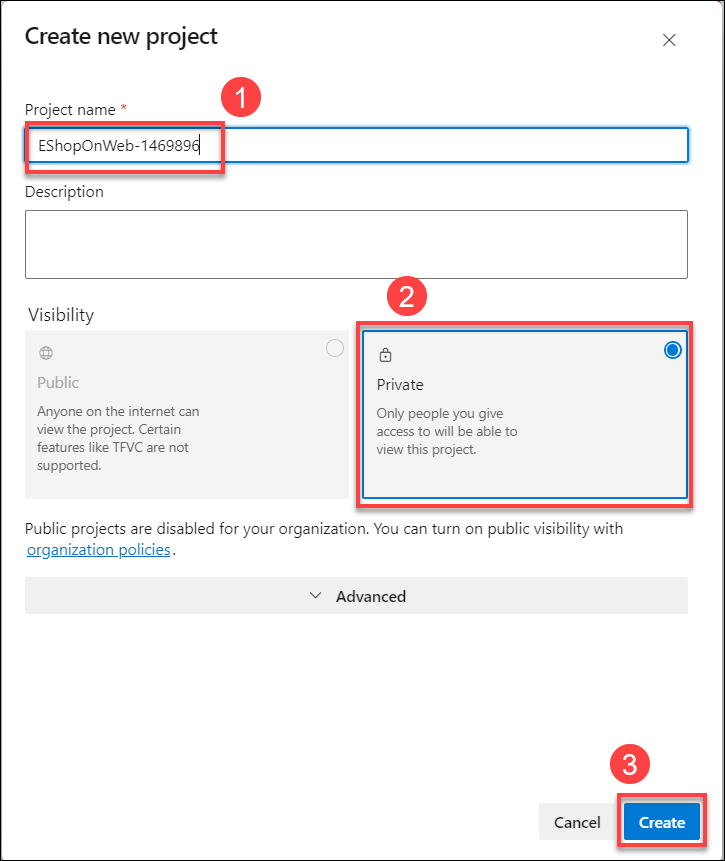 Create new project
Project name *
1
EShopOnWeb-1469896
Description
2
Visibility
Public
Anyone on the internet can
view the project. Certain
features like TFVC are not
supported.
Private
Only people you give
access to will be able to
view this project.
Public projects are disabled for your organization. You can turn on public visibility with
organization policies.
Advanced
3
Cancel
Create